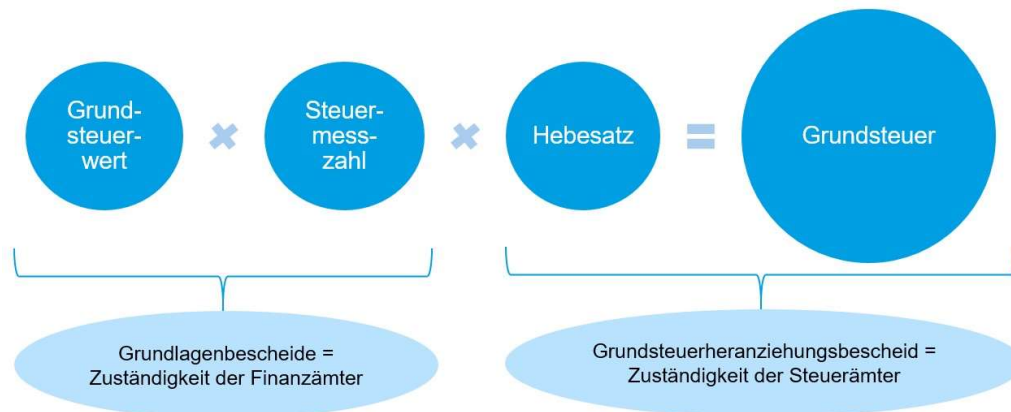 Grund-
steuer-
wert
Steuer-
mess-
zahl
Hebesatz
Grundsteuer
Grundlagenbescheide =
Zuständigkeit der Finanzämter
Grundsteuerheranziehungsbescheid =
Zuständigkeit der Steuerämter